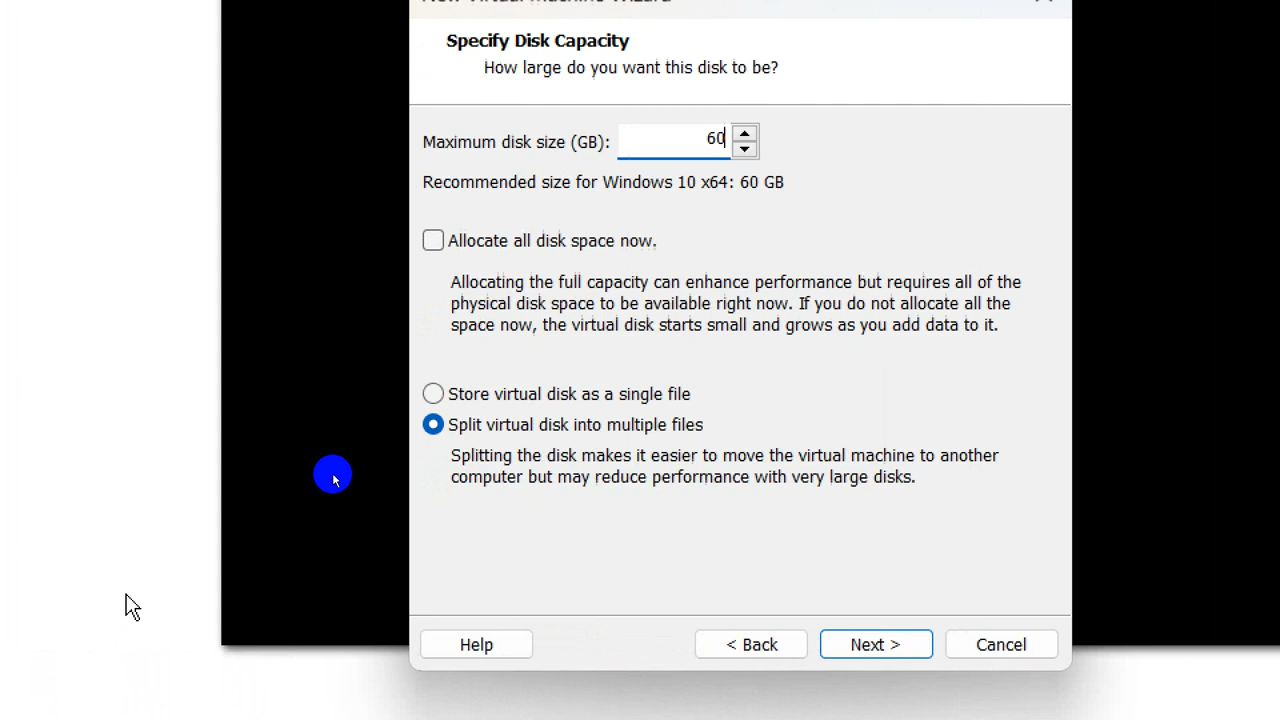 New Virtual Machine Wizard
Specify Disk Capacity
How large do you want this disk to be?
Maximum disk size (GB): 60
Recommended size for Windows 10 x64: 60 GB
Allocate all disk space now.
Allocating the full capacity can enhance performance but requires all of the
physical disk space to be available right now. If you do not allocate all the
space now, the virtual disk starts small and grows as you add data to it.
Store virtual disk as a single file
Split virtual disk into multiple files
Splitting the disk makes it easier to move the virtual machine to another
computer but may reduce performance with very large disks.
Help < Back Next > Cancel